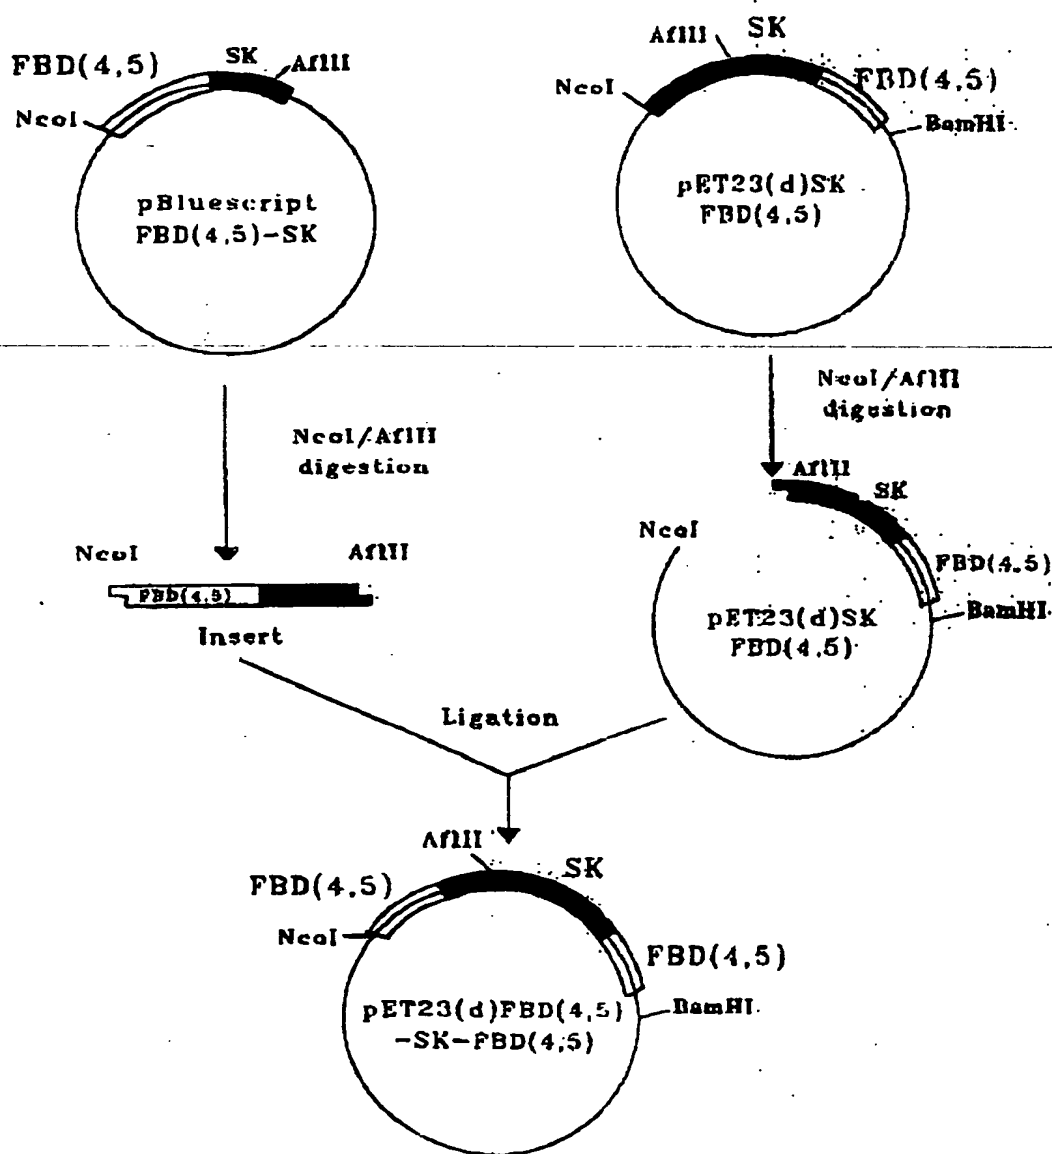 FBD(4,5)
SK
AflII
NcoI
pBluescript
FBD(4,5)-SK
AflII
SK
NcoI
FBD(4,5)
BamHI
pET23(d)SK
FBD(4,5)
NcoI/AflII
digestion
NcoI/AflII
digestion
NcoI
AflII
FBD(4,5)
Insert
AflII
SK
NcoI
FBD(4,5)
BamHI
pET23(d)SK
FBD(4,5)
Ligation
AflII
SK
FBD(4,5)
NcoI
FBD(4,5)
BamHI
pET23(d)FBD(4,5)
-SK-FBD(4,5)